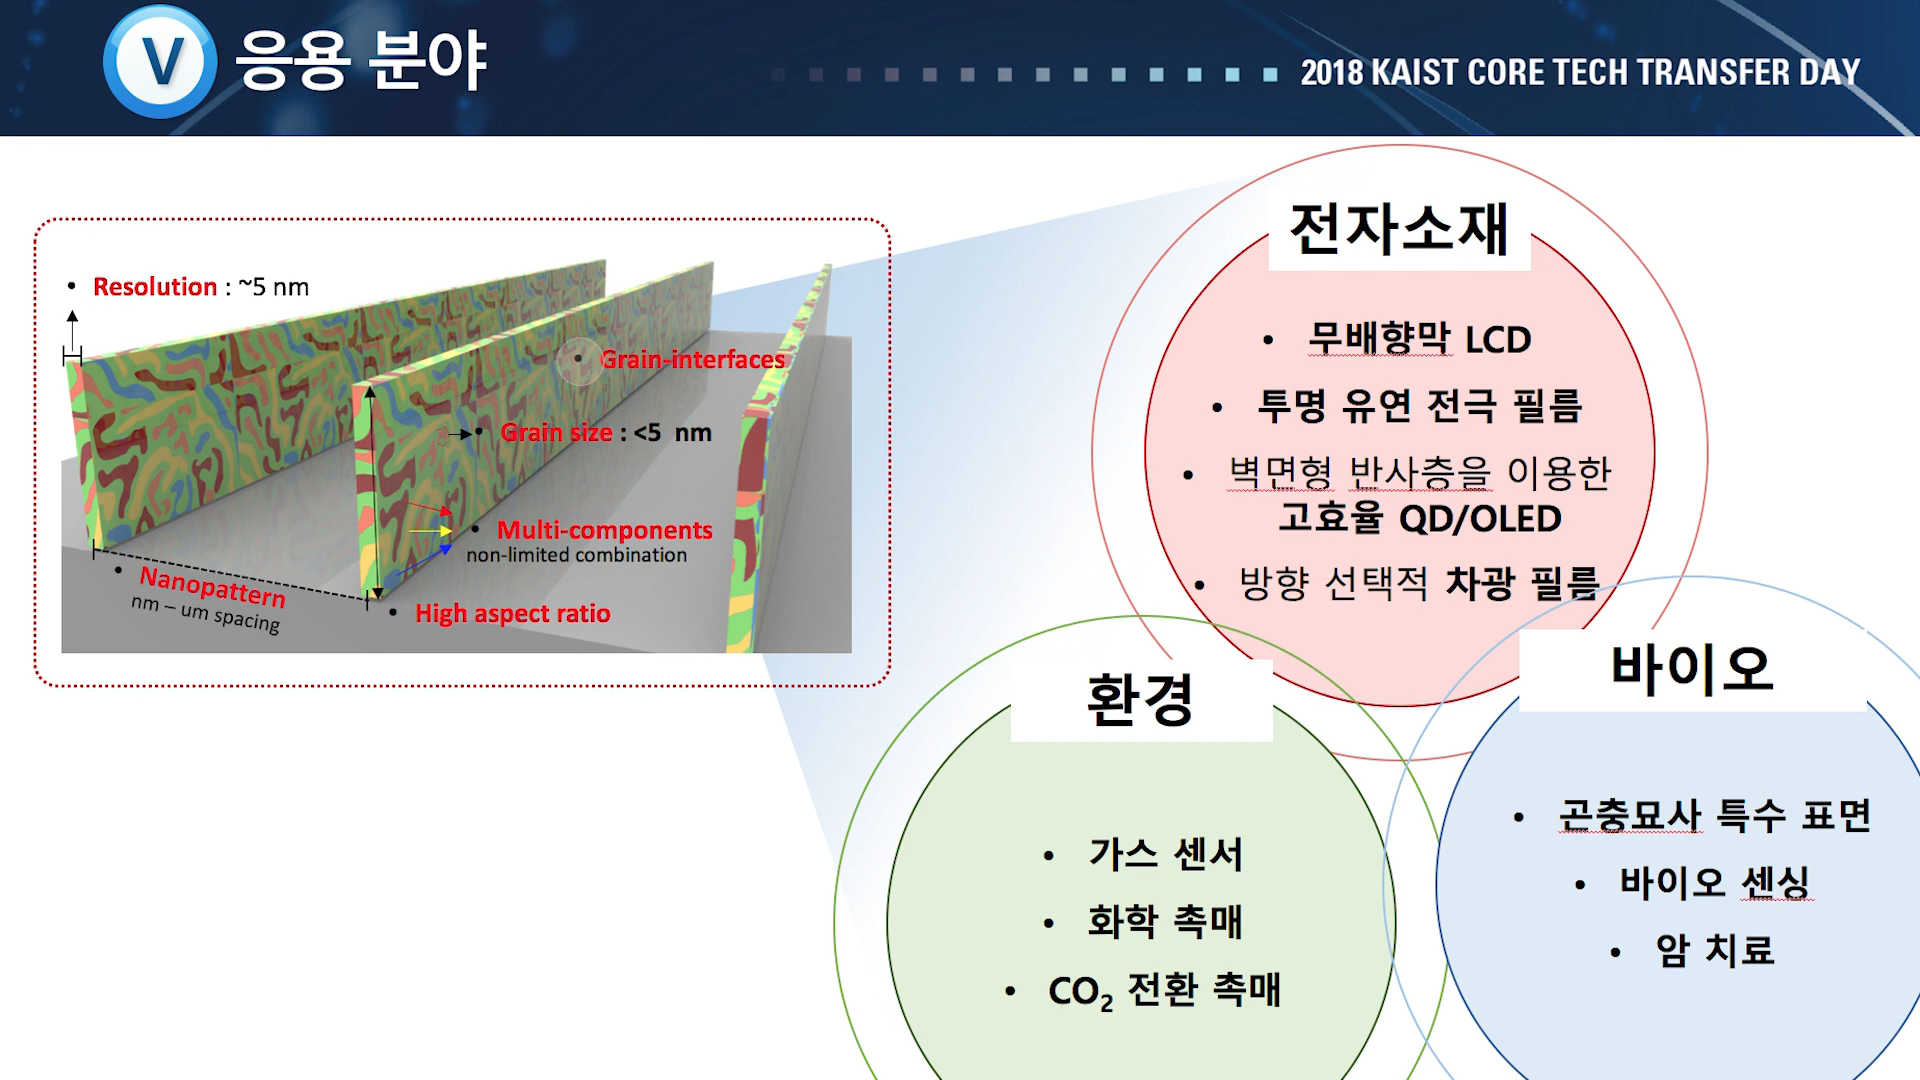 V 응용 분야
2018 KAIST CORE TECH TRANSFER DAY
• Resolution : ~5 nm
• Grain-interfaces
• Grain size : <5 nm
• Multi-components
non-limited combination
• Nanopattern
nm – um spacing
• High aspect ratio
전자소재
• 무배향막 LCD
• 투명 유연 전극 필름
• 벽면형 반사층을 이용한
고효율 QD/OLED
• 방향 선택적 차광 필름
환경
• 가스 센서
• 화학 촉매
• CO₂ 전환 촉매
바이오
• 곤충묘사 특수 표면
• 바이오 센싱
• 암 치료